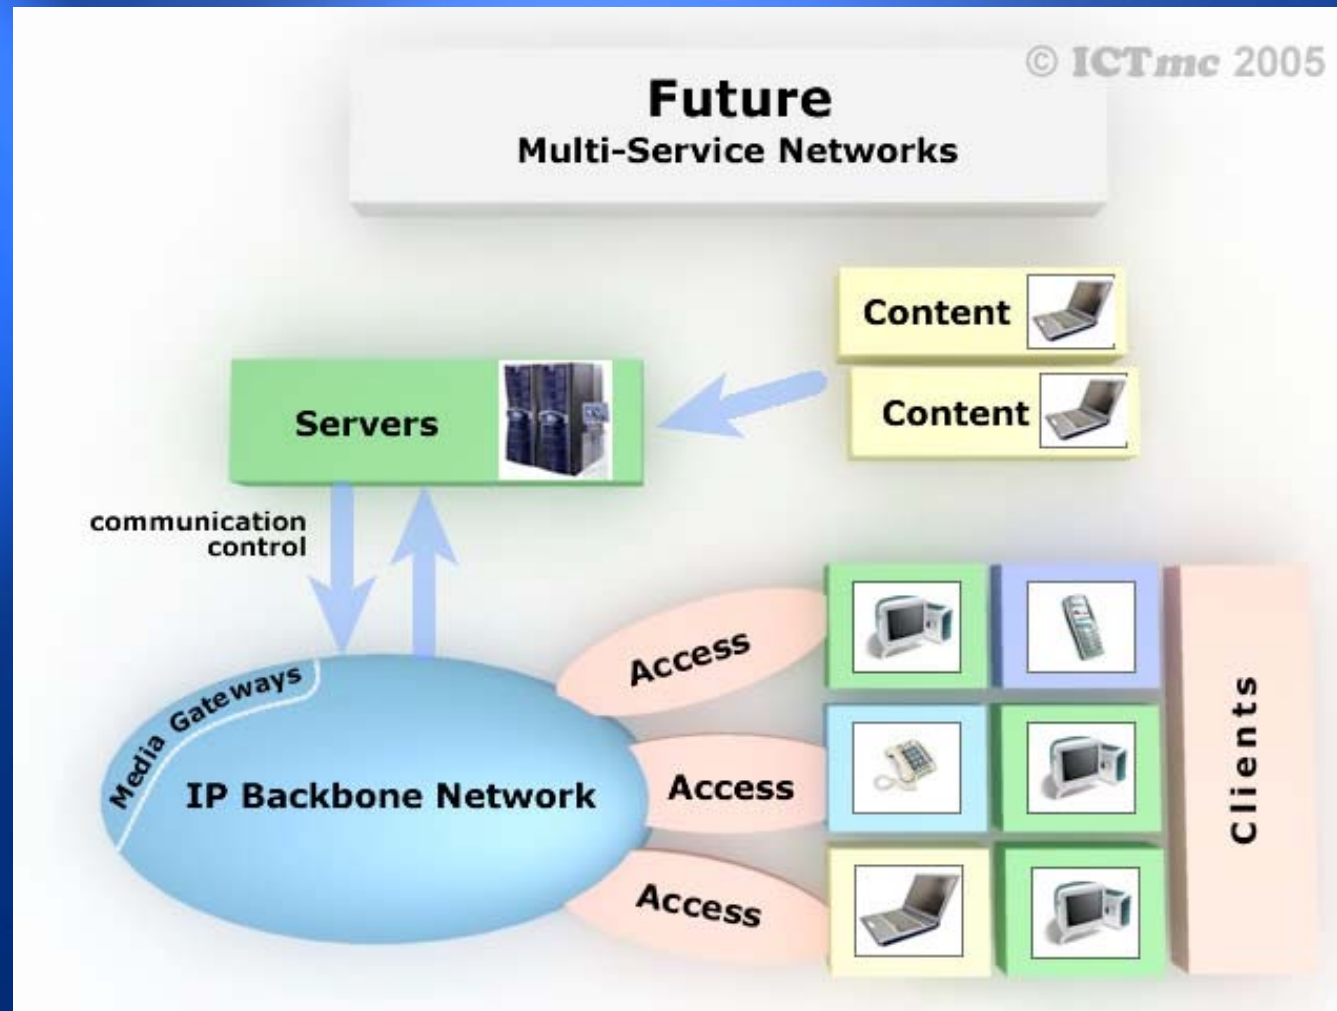 © ICTmc 2005
Future
Multi-Service Networks
Content
Content
Servers
communication
control
Media Gateways
IP Backbone Network
Access
Access
Access
Clients